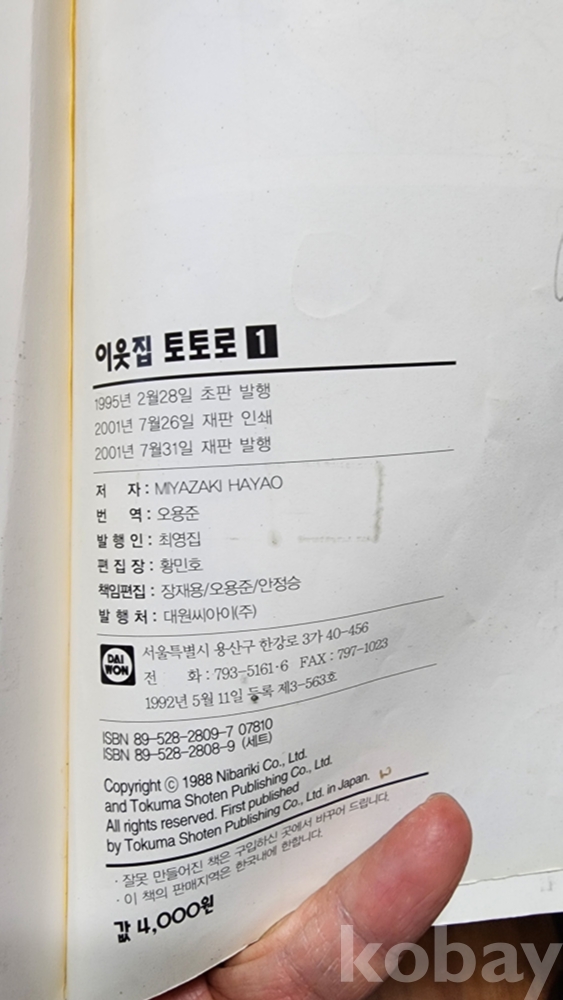 이웃집 토토로 1
1995년 2월28일 초판 발행
2001년 7월26일 재판 인쇄
2001년 7월31일 재판 발행
저 자 : MIYAZAKI HAYAO
번 역 : 오용준
발 행 인 : 최영집
편 집 장 : 황민호
책임편집 : 장재용/오용준/안정승
발 행 처 : 대원씨아이(주)
DAI WON
서울특별시 용산구 한강로 3가 40-456
전 화 : 793-5161·6 FAX : 797-1023
1992년 5월 11일 등록 제3-563호
ISBN 89-528-2809-7 07810
ISBN 89-528-2808-9 (세트)
Copyright ⓒ 1988 Nibariki Co., Ltd.
and Tokuma Shoten Publishing Co., Ltd.
All rights reserved. First published
by Tokuma Shoten Publishing Co., Ltd. in Japan.
· 잘못 만들어진 책은 구입하신 곳에서 바꾸어 드립니다.
· 이 책의 판매지역은 한국내에 한합니다.
값 4,000원
kobay